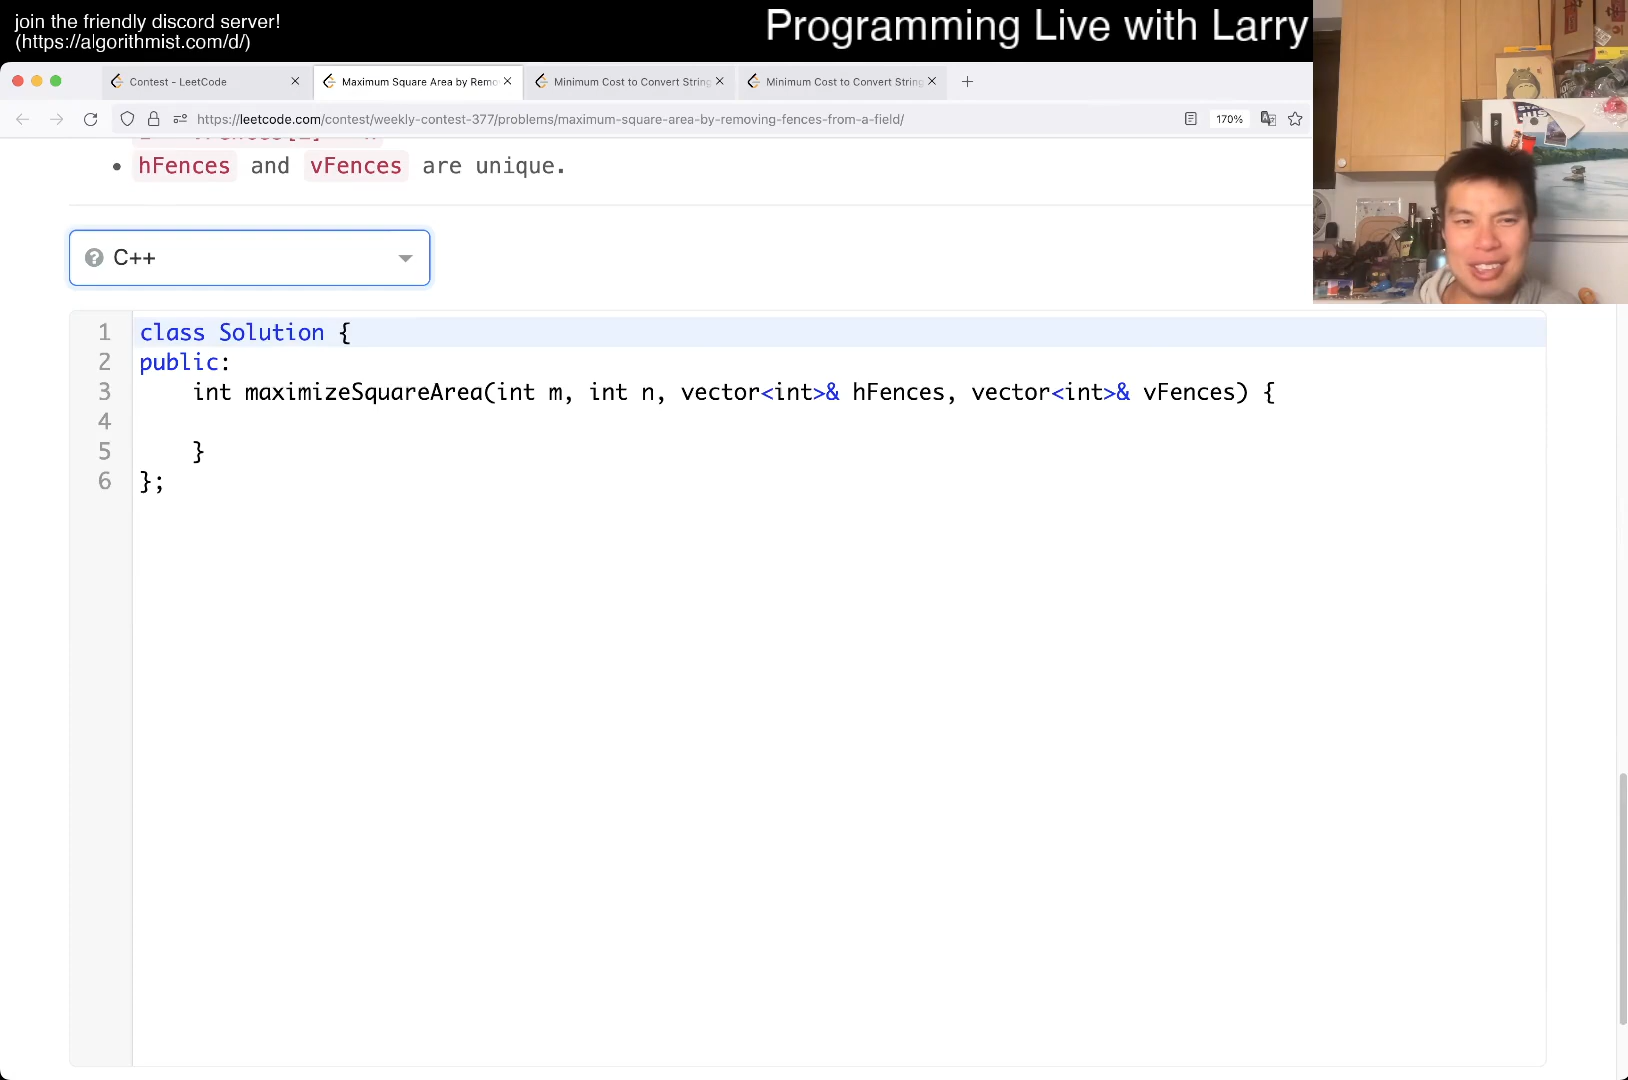 join the friendly discord server!
(https://algorithmist.com/d/)
Programming Live with Larry
Contest - LeetCode
Maximum Square Area by Remo
Minimum Cost to Convert String
Minimum Cost to Convert String
https://leetcode.com/contest/weekly-contest-377/problems/maximum-square-area-by-removing-fences-from-a-field/
170%
hFences and vFences are unique.
C++
1 class Solution {
2 public:
3 int maximizeSquareArea(int m, int n, vector<int>& hFences, vector<int>& vFences) {
4
5 }
6 };